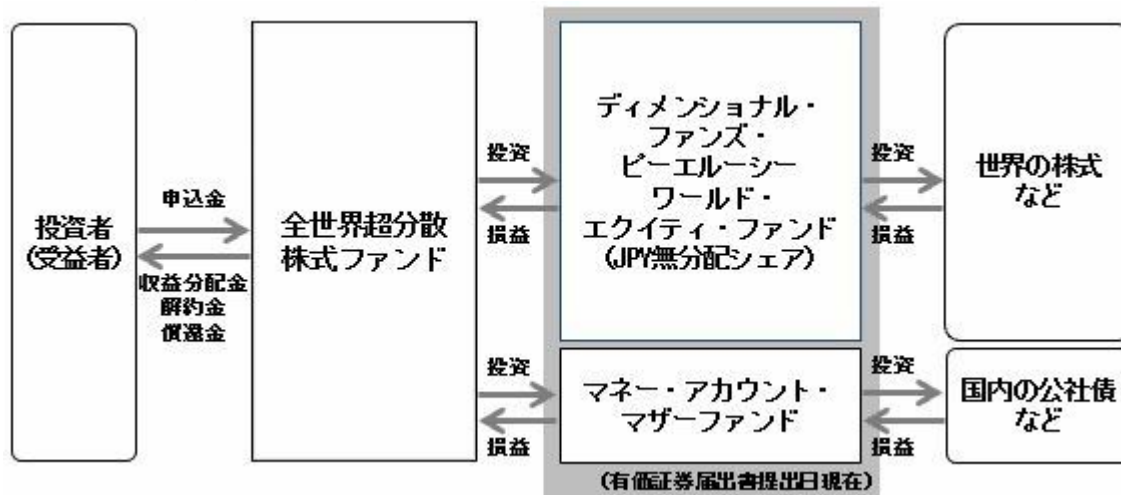 投資者
(受益者)
申込金
収益分配金
解約金
償還金
全世界超分散
株式ファンド
投資
損益
ディメンショナル・
ファンズ・
ピーエルーシー
ワールド・
エクイティ・ファンド
(JPY無分配シェア)
投資
損益
世界の株式
など
投資
損益
マネー・アカウント・
マザーファンド
投資
損益
国内の公社債
など
(有価証券届出書提出日現在)